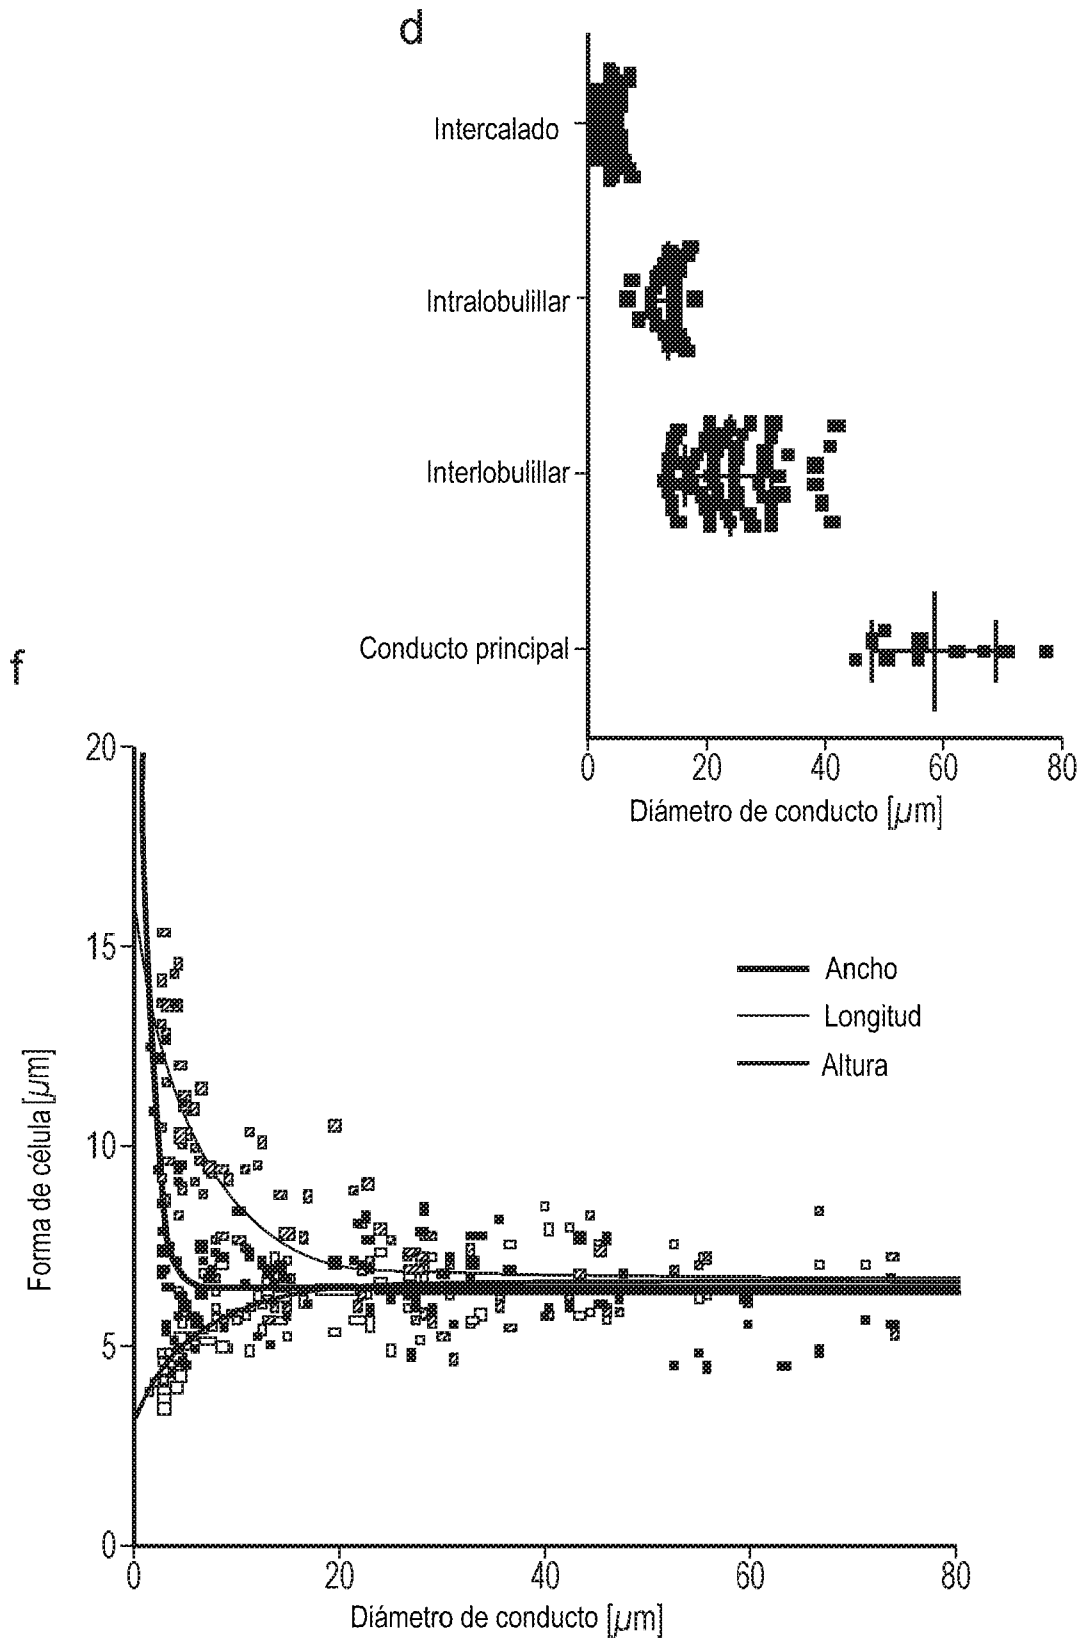 d
Intercalado
Intralobulillar
Interlobulillar
Conducto principal
0 20 40 60 80
Diámetro de conducto [µm]
f
20
15
10
5
0
Forma de célula [µm]
Ancho
Longitud
Altura
0 20 40 60 80
Diámetro de conducto [µm]